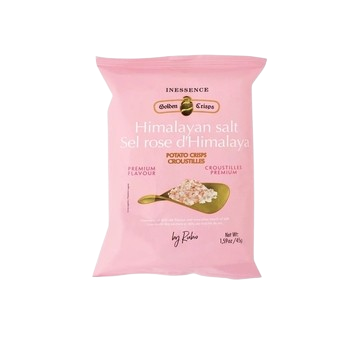 INESSENCE
Golden Crisps
Himalayan salt
Sel rose d'Himalaya
POTATO CRISPS
CROUSTILLES
PREMIUM FLAVOUR
CROUSTILLES PREMIUM
by Rubio
Net Wt:
1,59oz/45g